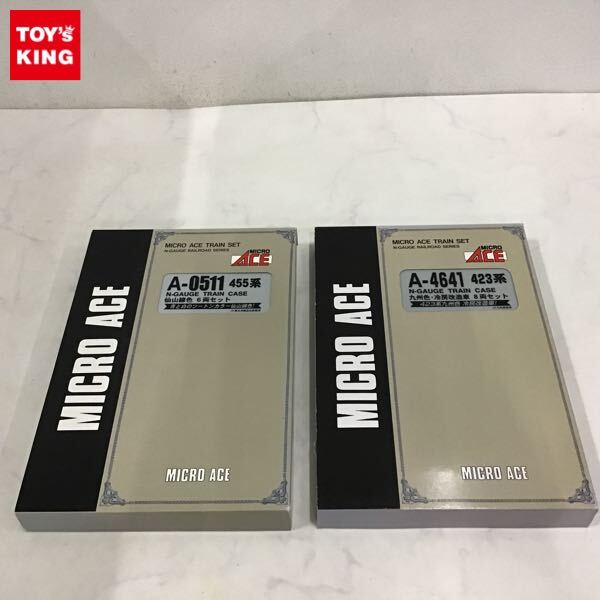 TOY's
KING
MICRO ACE
MICRO ACE TRAIN SET
N-GAUGE RAILROAD SERIES
MICRO
ACE
A-0511 455系
N-GAUGE TRAIN CASE
仙山線色 6両セット
MICRO ACE
MICRO ACE
MICRO ACE TRAIN SET
N-GAUGE RAILROAD SERIES
MICRO
ACE
A-4641 423系
N-GAUGE TRAIN CASE
九州色・冷房改造車 8両セット
MICRO ACE